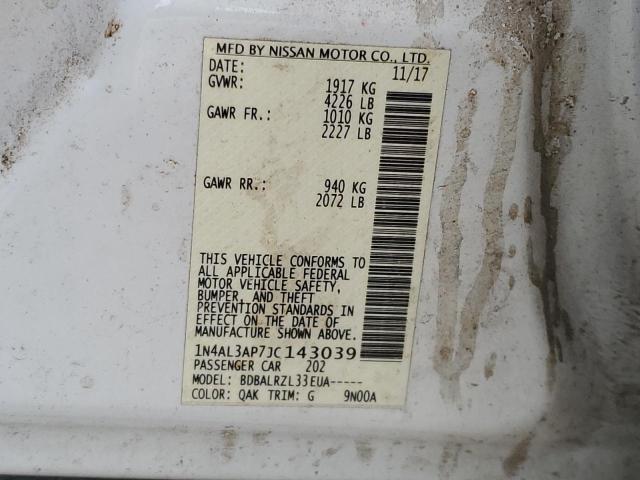 MFD BY NISSAN MOTOR CO., LTD.
DATE: 11/17
GVWR: 1917 KG
4226 LB
GAWR FR.: 1010 KG
2227 LB
GAWR RR.: 940 KG
2072 LB
THIS VEHICLE CONFORMS TO
ALL APPLICABLE FEDERAL
MOTOR VEHICLE SAFETY,
BUMPER, AND THEFT
PREVENTION STANDARDS IN
EFFECT ON THE DATE OF
MANUFACTURE SHOWN ABOVE.
1N4AL3AP7JC143039
PASSENGER CAR 202
MODEL: BDBALRZL33EUA-----
COLOR: QAK TRIM: G 9N00A